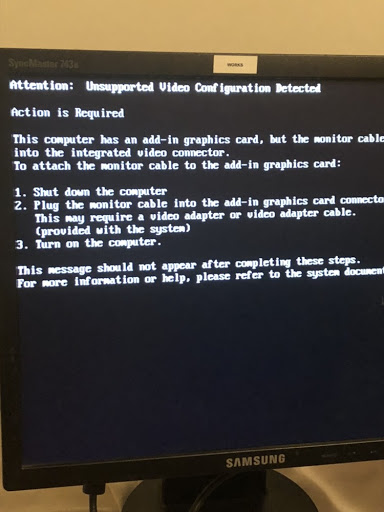 SyncMaster 743s
WORKS
Attention: Unsupported Video Configuration Detected
Action is Required
This computer has an add-in graphics card, but the monitor cable
into the integrated video connector.
To attach the monitor cable to the add-in graphics card:
1. Shut down the computer
2. Plug the monitor cable into the add-in graphics card connecto
This may require a video adapter or video adapter cable.
(provided with the system)
3. Turn on the computer.
This message should not appear after completing these steps.
For more information or help, please refer to the system document
SAMSUNG